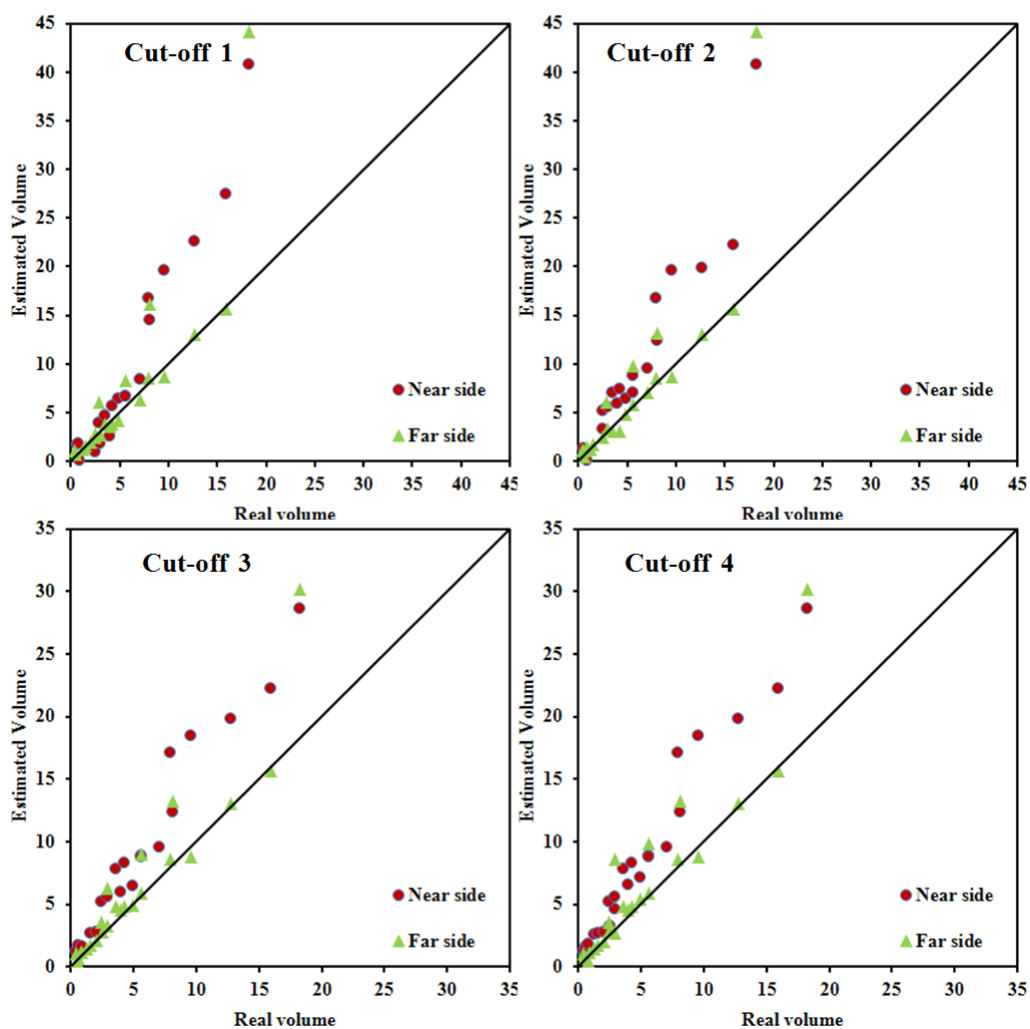 Cut-off 1
45
40
35
30
25
20
15
10
5
0
Estimated Volume
Near side
Far side
0 5 10 15 20 25 30 35 40 45
Real volume
Cut-off 2
45
40
35
30
25
20
15
10
5
0
Estimated Volume
Near side
Far side
0 5 10 15 20 25 30 35 40 45
Real volume
Cut-off 3
35
30
25
20
15
10
5
0
Estimated Volume
Near side
Far side
0 5 10 15 20 25 30 35
Real volume
Cut-off 4
35
30
25
20
15
10
5
0
Estimated Volume
Near side
Far side
0 5 10 15 20 25 30 35
Real volume